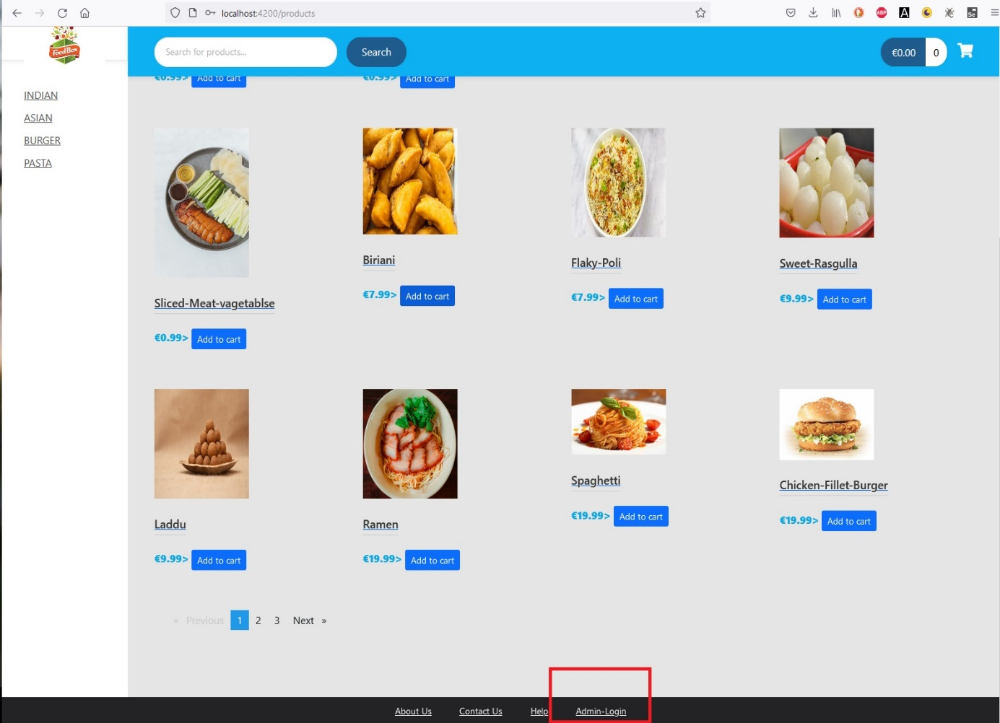 localhost:4200/products
FoodBox
Search for products...
Search
€0.00
0
INDIAN
ASIAN
BURGER
PASTA
€0.99> Add to cart
€0.99> Add to cart
Sliced-Meat-vagetablse
€0.99> Add to cart
Biriani
€7.99> Add to cart
Flaky-Poli
€7.99> Add to cart
Sweet-Rasgulla
€9.99> Add to cart
Laddu
€9.99> Add to cart
Ramen
€19.99> Add to cart
Spaghetti
€19.99> Add to cart
Chicken-Fillet-Burger
€19.99> Add to cart
« Previous 1 2 3 Next »
About Us Contact Us Help Admin-Login